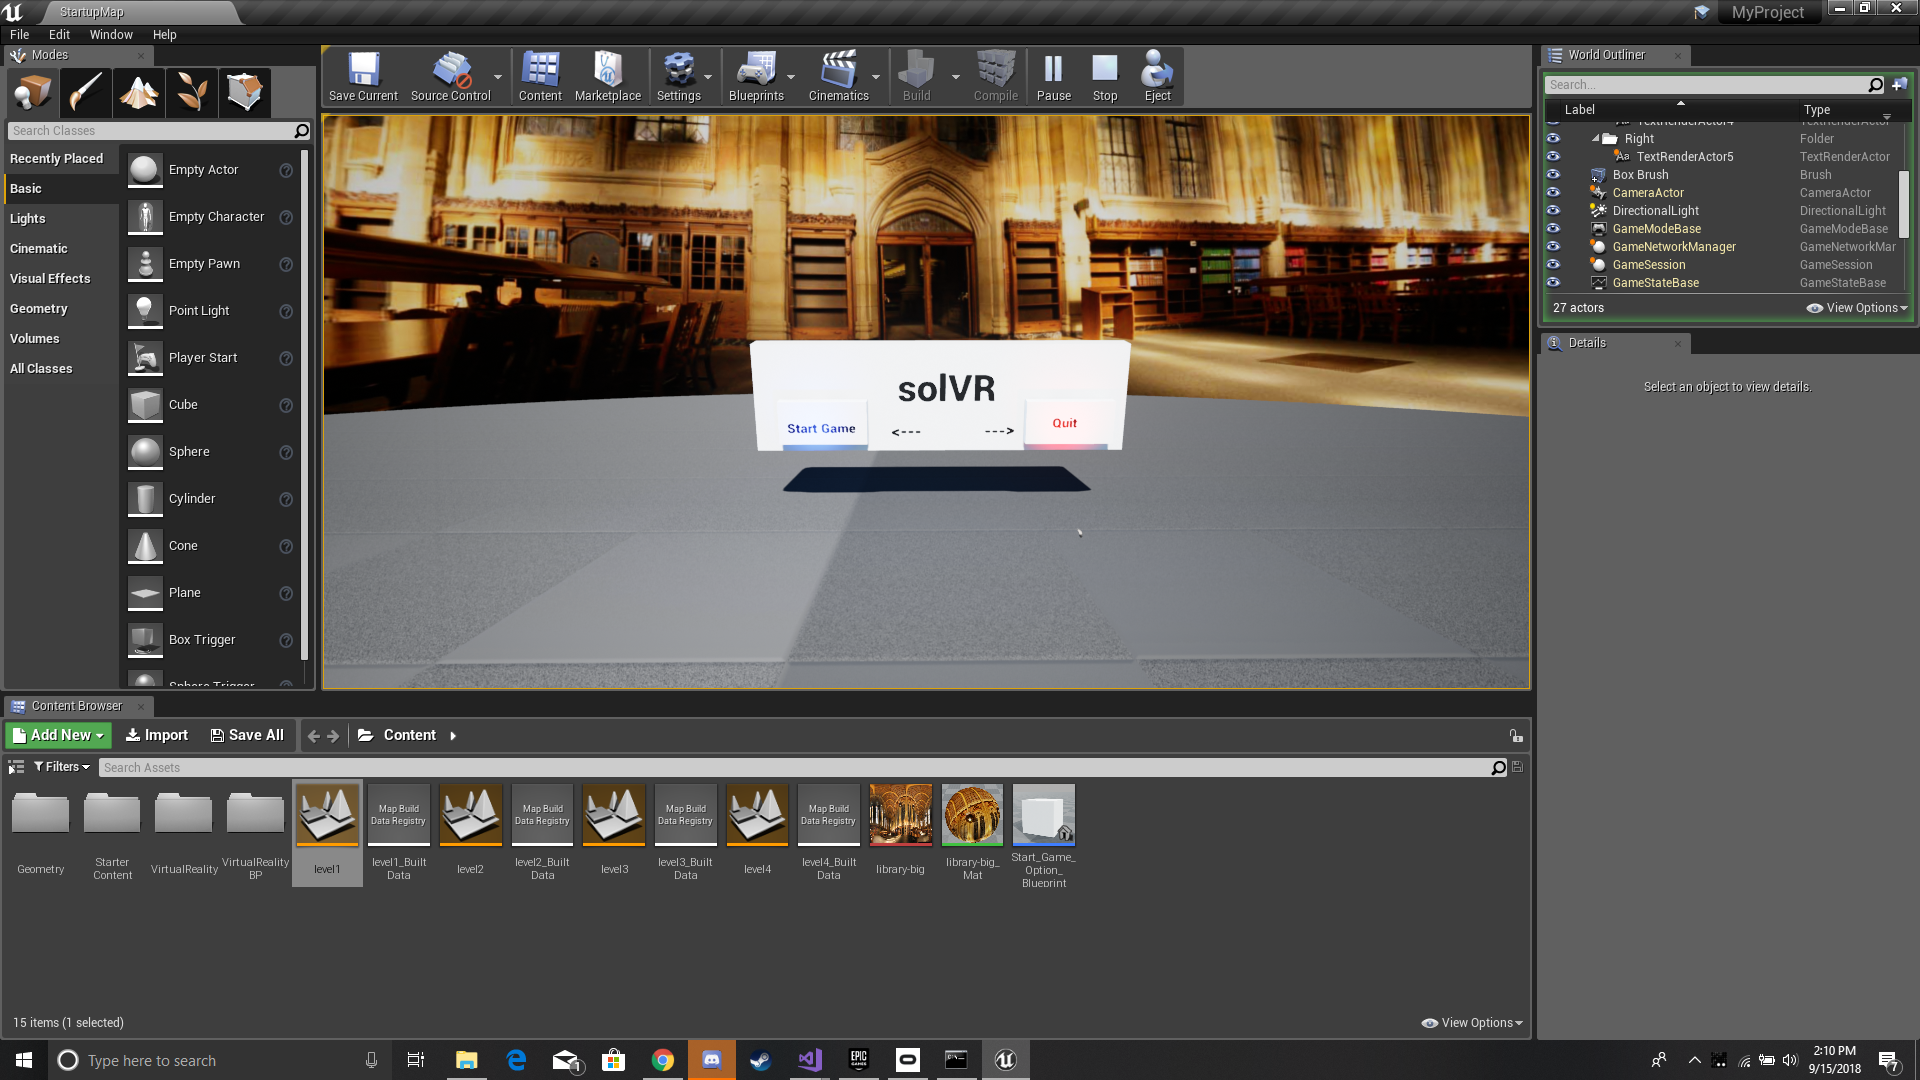 StartupMap
MyProject
File Edit Window Help
Modes
Search Classes
Recently Placed
Basic
Lights
Cinematic
Visual Effects
Geometry
Volumes
All Classes
Empty Actor
Empty Character
Empty Pawn
Point Light
Player Start
Cube
Sphere
Cylinder
Cone
Plane
Box Trigger
Sphere Trigger
Save Current Source Control Content Marketplace Settings Blueprints Cinematics Build Compile Pause Stop Eject
solVR
Start Game <--- ---> Quit
World Outliner
Search...
Label Type
TextRenderActor4 TextRenderActor
Right Folder
TextRenderActor5 TextRenderActor
Box Brush Brush
CameraActor CameraActor
DirectionalLight DirectionalLight
GameModeBase GameModeBase
GameNetworkManager GameNetworkMar
GameSession GameSession
GameStateBase GameStateBase
27 actors View Options
Details
Select an object to view details.
Content Browser
Add New Import Save All Content
Filters Search Assets
Geometry
Starter
Content
VirtualReality
VirtualReality
BP
level1
Map Build
Data Registry
level1_Built
Data
level2
Map Build
Data Registry
level2_Built
Data
level3
Map Build
Data Registry
level3_Built
Data
level4
Map Build
Data Registry
level4_Built
Data
library-big
library-big_
Mat
Start_Game_
Option_
Blueprint
15 items (1 selected) View Options
Type here to search
1
EPIC
GAMES
2:10 PM
9/15/2018
7